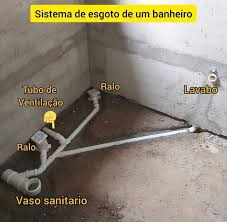 Sistema de esgoto de um banheiro
Tubo de
Ventilação
Ralo
Lavabo
Ralo
Vaso sanitario